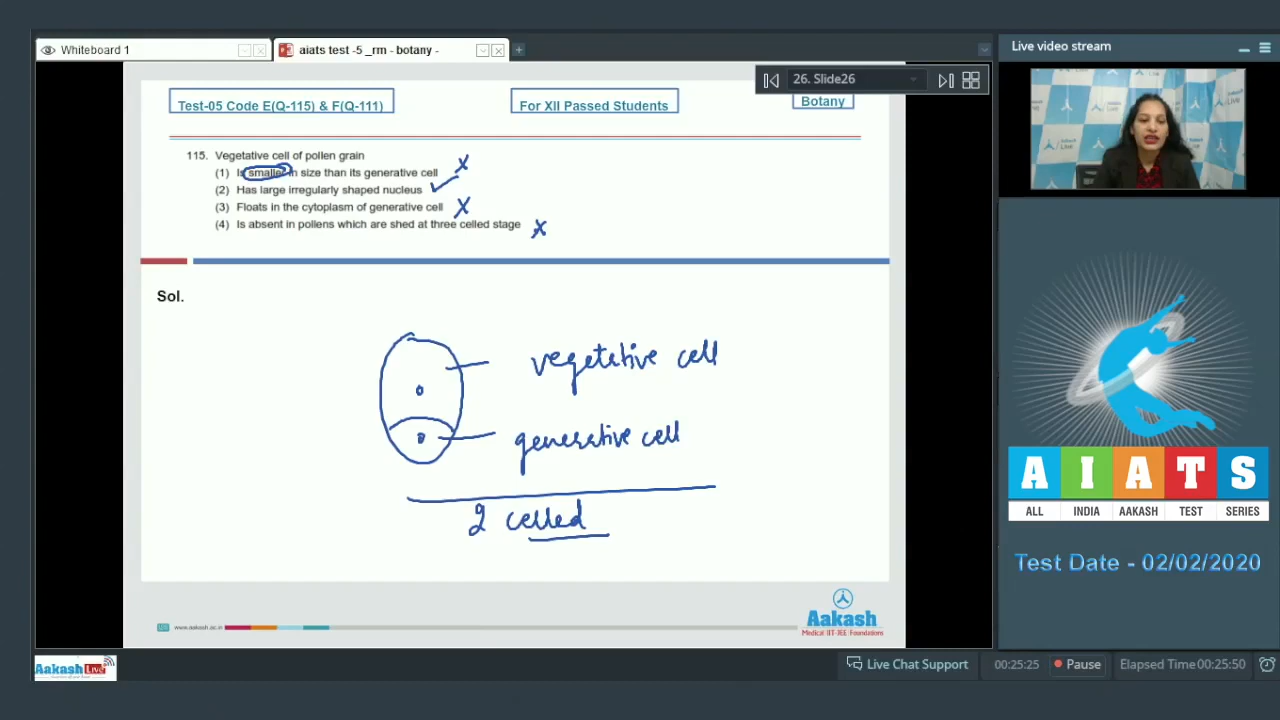 Whiteboard 1
aiats test -5 _rm - botany -
Live video stream
26. Slide26
Test-05 Code E(Q-115) & F(Q-111)
For XII Passed Students
Botany
115. Vegetative cell of pollen grain
(1) Is smaller in size than its generative cell
(2) Has large irregularly shaped nucleus
(3) Floats in the cytoplasm of generative cell
(4) Is absent in pollens which are shed at three celled stage
Sol.
vegetative cell
generative cell
2 celled
A I A T S
ALL INDIA AAKASH TEST SERIES
Test Date - 02/02/2020
www.aakash.ac.in
Aakash
Medical IIT-JEE Foundations
Aakash Live
Live Chat Support
00:25:25
Pause
Elapsed Time 00:25:50